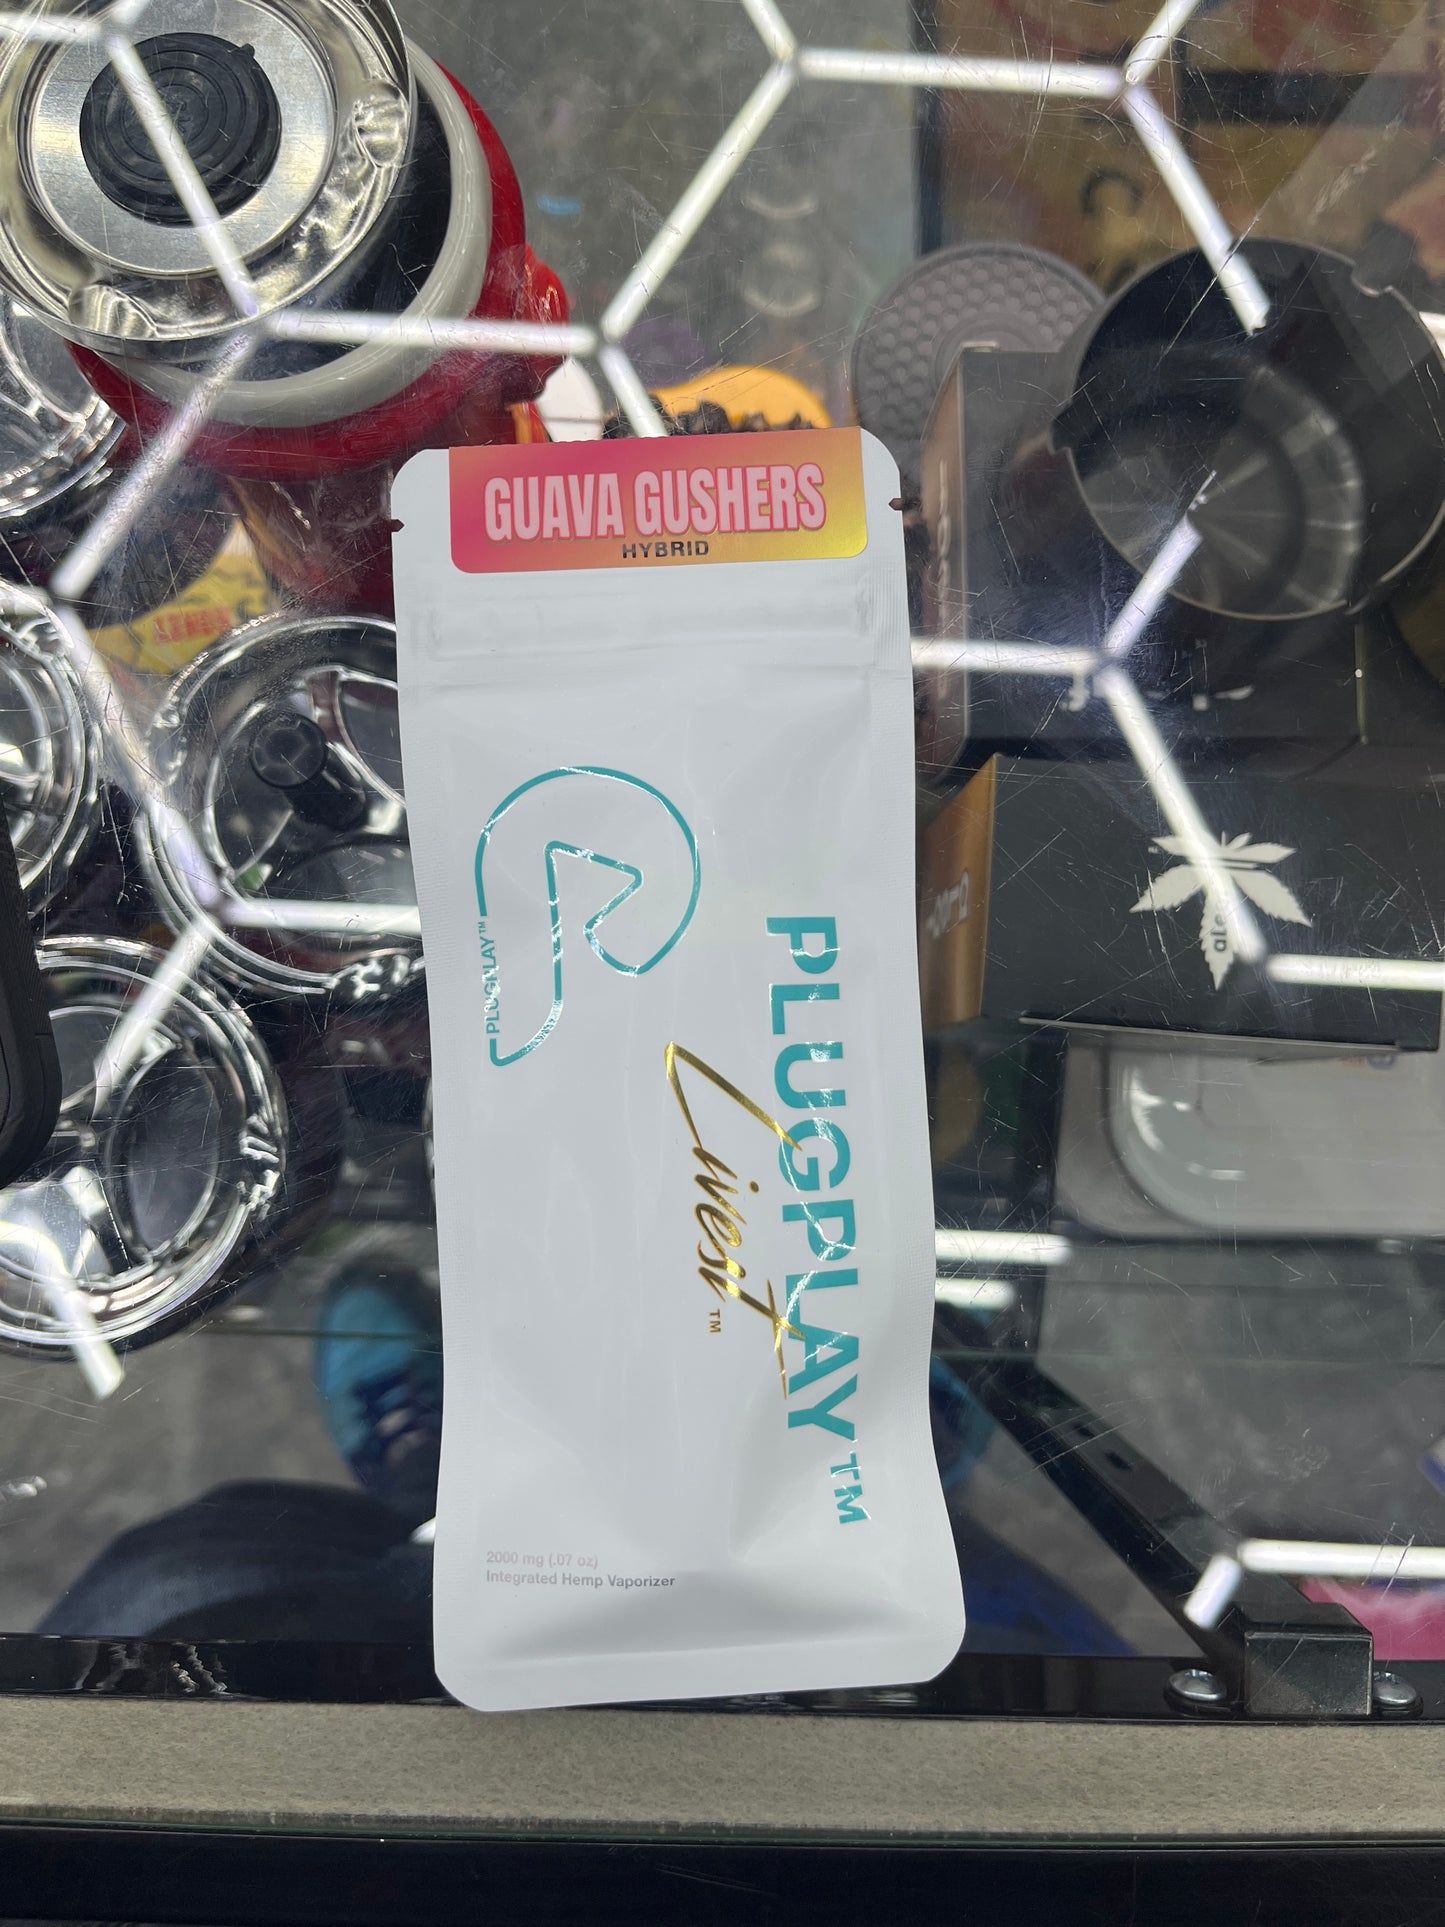 GUAVA GUSHERS
HYBRID
PLUGPLAY™
PLUGPLAY™
Livest™
2000 mg (.07 oz)
Integrated Hemp Vaporizer